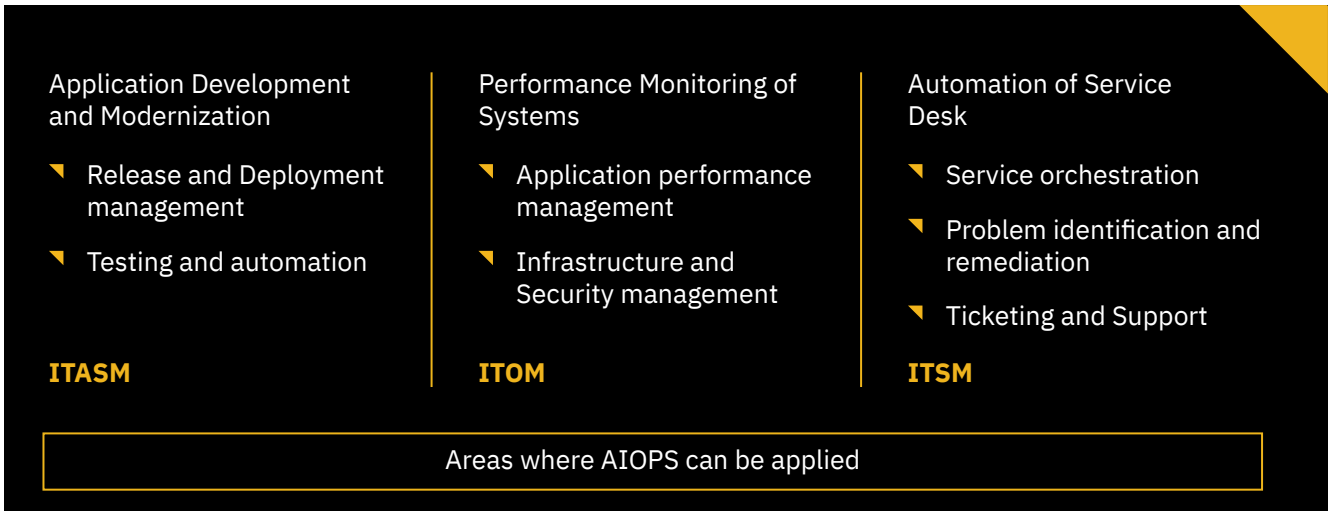 Application Development
and Modernization
Release and Deployment
management
Testing and automation
ITASM
Performance Monitoring of
Systems
Application performance
management
Infrastructure and
Security management
ITOM
Automation of Service
Desk
Service orchestration
Problem identification and
remediation
Ticketing and Support
ITSM
Areas where AIOPS can be applied